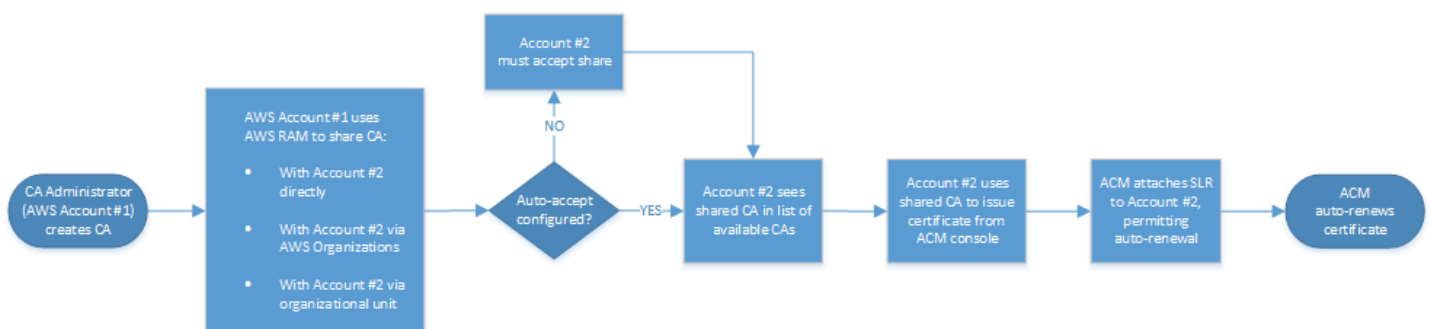 CA Administrator
(AWS Account #1)
creates CA
AWS Account #1 uses
AWS RAM to share CA:
• With Account #2
directly
• With Account #2 via
AWS Organizations
• With Account #2 via
organizational unit
Auto-accept
configured?
NO
Account #2
must accept share
YES
Account #2 sees
shared CA in list of
available CAs
Account #2 uses
shared CA to issue
certificate from
ACM console
ACM attaches SLR
to Account #2,
permitting
auto-renewal
ACM
auto-renews
certificate